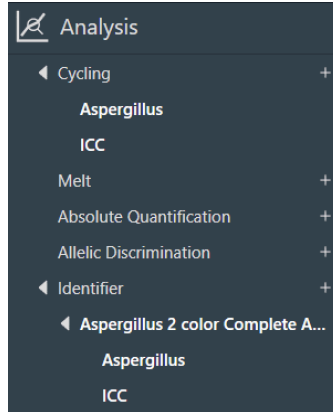 Analysis
Cycling +
Aspergillus
ICC
Melt +
Absolute Quantification +
Allelic Discrimination +
Identifier +
Aspergillus 2 color Complete A...
Aspergillus
ICC